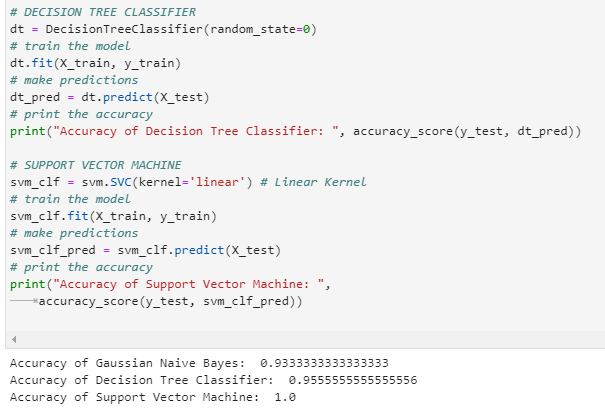 # DECISION TREE CLASSIFIER
dt = DecisionTreeClassifier(random_state=0)
# train the model
dt.fit(X_train, y_train)
# make predictions
dt_pred = dt.predict(X_test)
# print the accuracy
print("Accuracy of Decision Tree Classifier: ", accuracy_score(y_test, dt_pred))

# SUPPORT VECTOR MACHINE
svm_clf = svm.SVC(kernel='linear') # Linear Kernel
# train the model
svm_clf.fit(X_train, y_train)
# make predictions
svm_clf_pred = svm_clf.predict(X_test)
# print the accuracy
print("Accuracy of Support Vector Machine: ",
accuracy_score(y_test, svm_clf_pred))
Accuracy of Gaussian Naive Bayes:  0.9333333333333333
Accuracy of Decision Tree Classifier:  0.9555555555555556
Accuracy of Support Vector Machine:  1.0